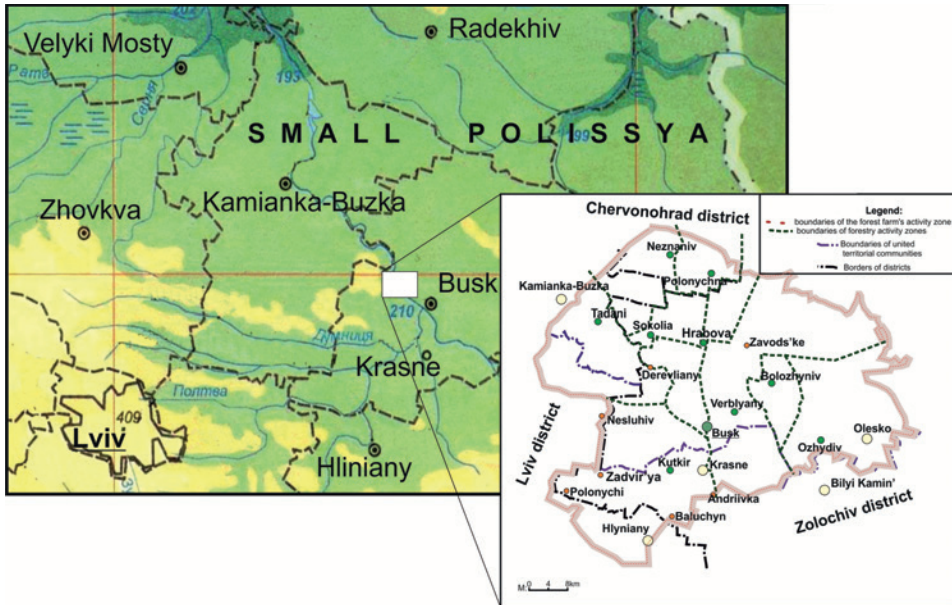 Velyki Mosty
Radekhiv
Рата
Серня
193
199
SMALL POLISSYA
Kamianka-Buzka
Zhovkva
Busk
210
Думниця
Krasne
Полтва
409
Lviv
Hliniany
Legend:
boundaries of the forest farm's activity zone
boundaries of forestry activity zones
Boundaries of united
territorial communities
Borders of districts
Chervonohrad district
Neznaniv
Polonychna
Kamianka-Buzka
Tadani
Sokolia
Hrabova
Zavods'ke
Derevliany
Bolozhyniv
Verblyany
Nesluhiv
Busk
Olesko
Ozhydiv
Lviv district
Kutkir
Krasne
Zadvir'ya
Bilyi Kamin'
Polonychi
Andriivka
Zolochiv district
Baluchyn
Hlyniany
M:
0 4 8km